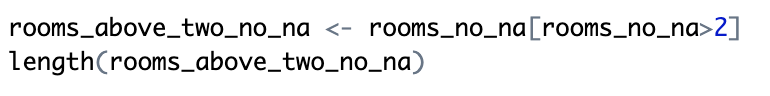 rooms_above_two_no_na <- rooms_no_na[rooms_no_na>2]
length(rooms_above_two_no_na)